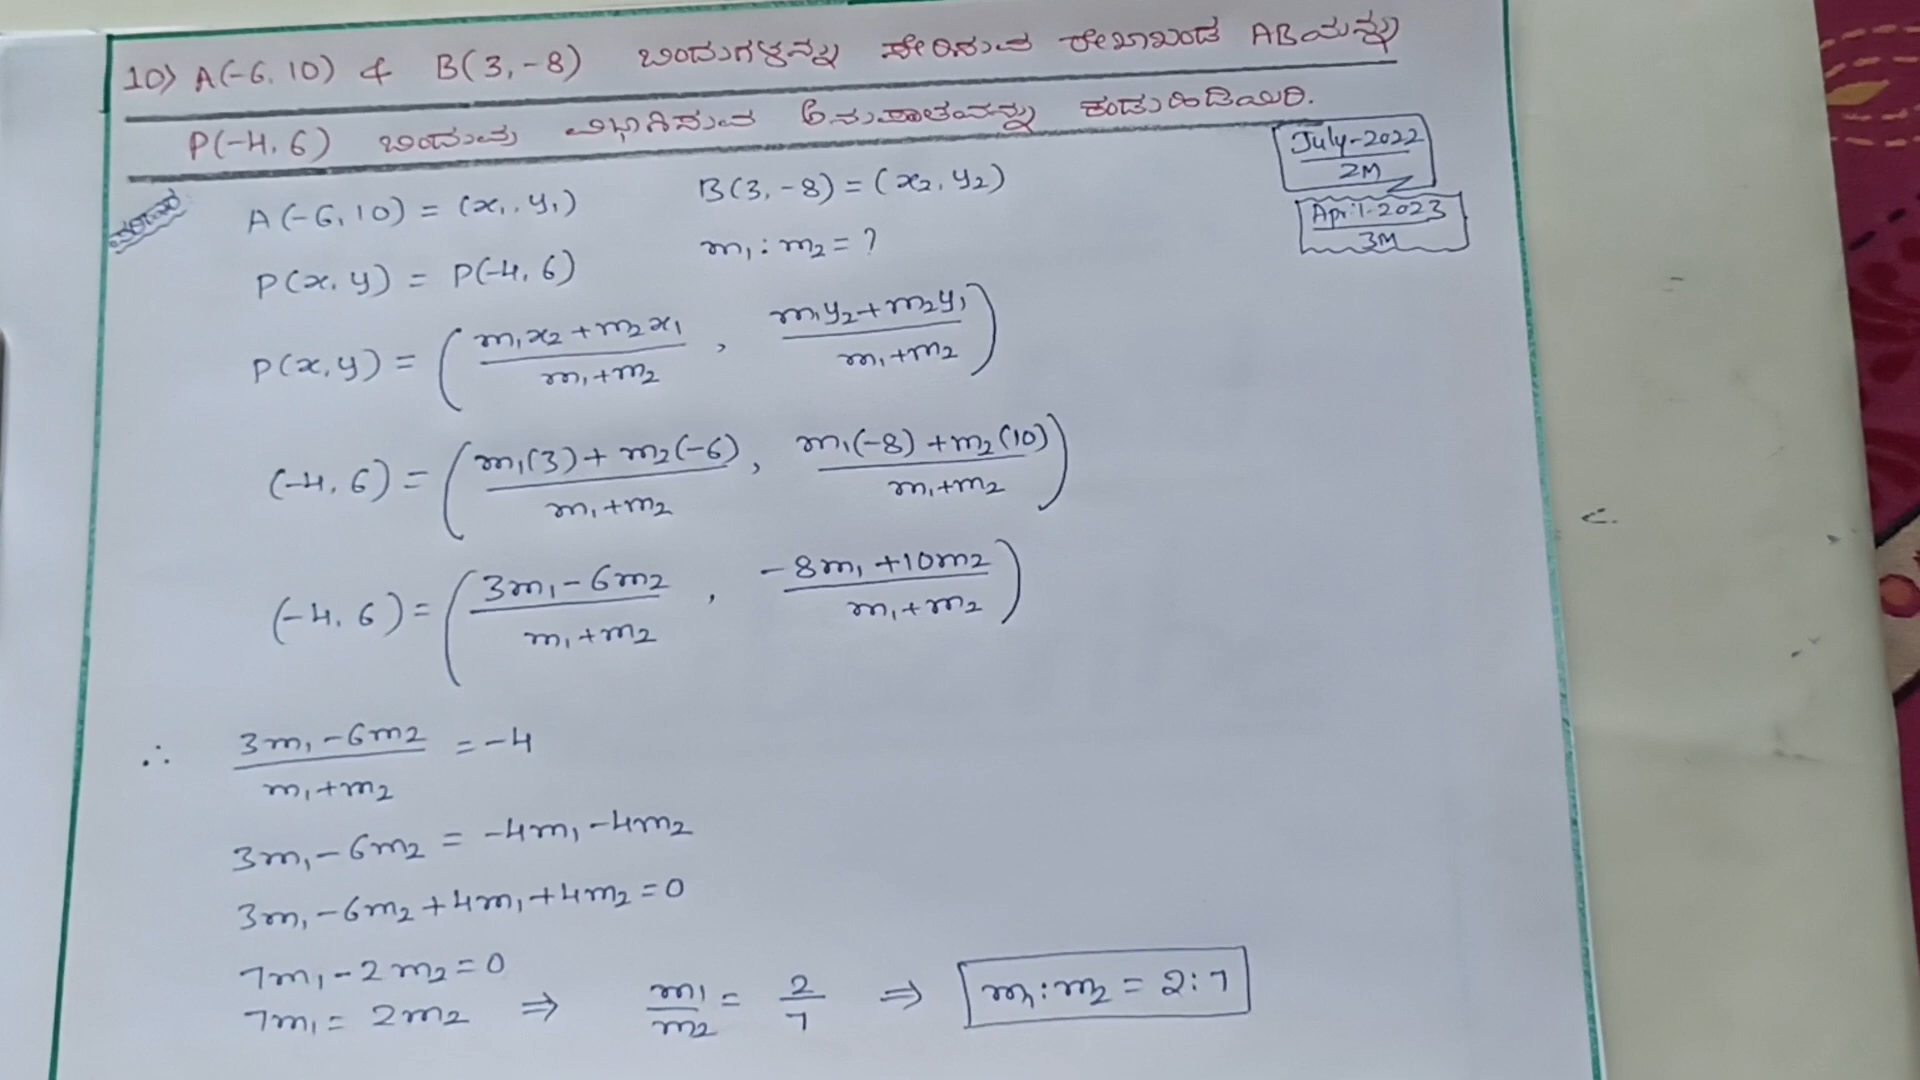 10) A(-6, 10) & B(3, -8) ಬಿಂದುಗಳನ್ನು ಸೇರಿಸುವ ರೇಖಾಖಂಡ ABಯನ್ನು
P(-4, 6) ಬಿಂದುವು ವಿಭಾಗಿಸುವ ಅನುಪಾತವನ್ನು ಕಂಡುಹಿಡಿಯಿರಿ.
July-2022
2M
April-2023
3M
A(-6, 10) = (x₁, y₁) B(3, -8) = (x₂, y₂)
P(x, y) = P(-4, 6) m₁ : m₂ = ?
P(x, y) = ( (m₁x₂ + m₂x₁)/(m₁+m₂) , (m₁y₂ + m₂y₁)/(m₁+m₂) )
(-4, 6) = ( (m₁(3) + m₂(-6))/(m₁+m₂) , (m₁(-8) + m₂(10))/(m₁+m₂) )
(-4, 6) = ( (3m₁ - 6m₂)/(m₁+m₂) , (-8m₁ + 10m₂)/(m₁+m₂) )
∴ (3m₁ - 6m₂)/(m₁+m₂) = -4
3m₁ - 6m₂ = -4m₁ - 4m₂
3m₁ - 6m₂ + 4m₁ + 4m₂ = 0
7m₁ - 2m₂ = 0
7m₁ = 2m₂ ⇒ m₁/m₂ = 2/7 ⇒ m₁ : m₂ = 2 : 7